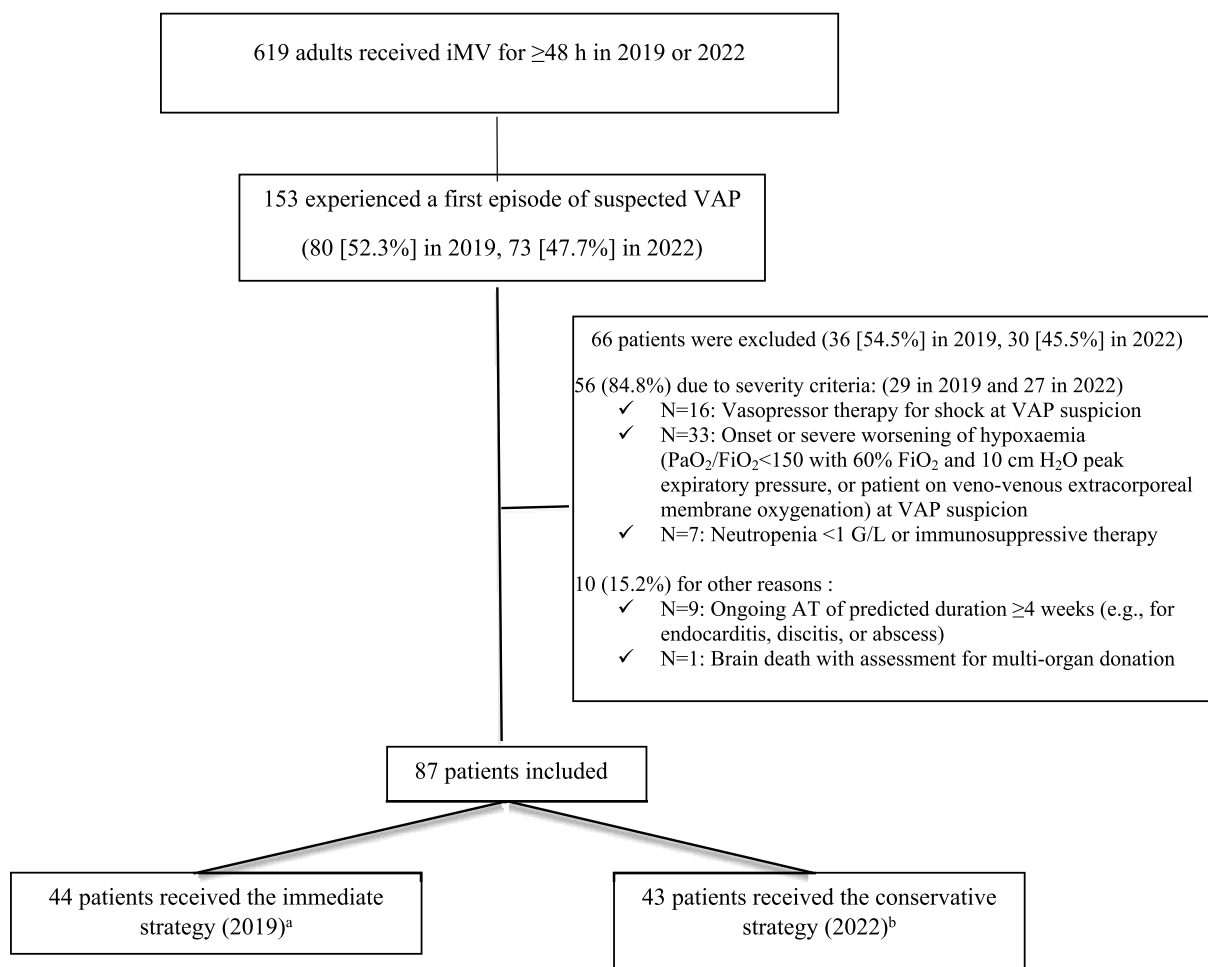 619 adults received iMV for ≥48 h in 2019 or 2022
153 experienced a first episode of suspected VAP
(80 [52.3%] in 2019, 73 [47.7%] in 2022)
66 patients were excluded (36 [54.5%] in 2019, 30 [45.5%] in 2022)
56 (84.8%) due to severity criteria: (29 in 2019 and 27 in 2022)
✓ N=16: Vasopressor therapy for shock at VAP suspicion
✓ N=33: Onset or severe worsening of hypoxaemia
(PaO₂/FiO₂<150 with 60% FiO₂ and 10 cm H₂O peak
expiratory pressure, or patient on veno-venous extracorporeal
membrane oxygenation) at VAP suspicion
✓ N=7: Neutropenia <1 G/L or immunosuppressive therapy
10 (15.2%) for other reasons :
✓ N=9: Ongoing AT of predicted duration ≥4 weeks (e.g., for
endocarditis, discitis, or abscess)
✓ N=1: Brain death with assessment for multi-organ donation
87 patients included
44 patients received the immediate
strategy (2019)ᵃ
43 patients received the conservative
strategy (2022)ᵇ